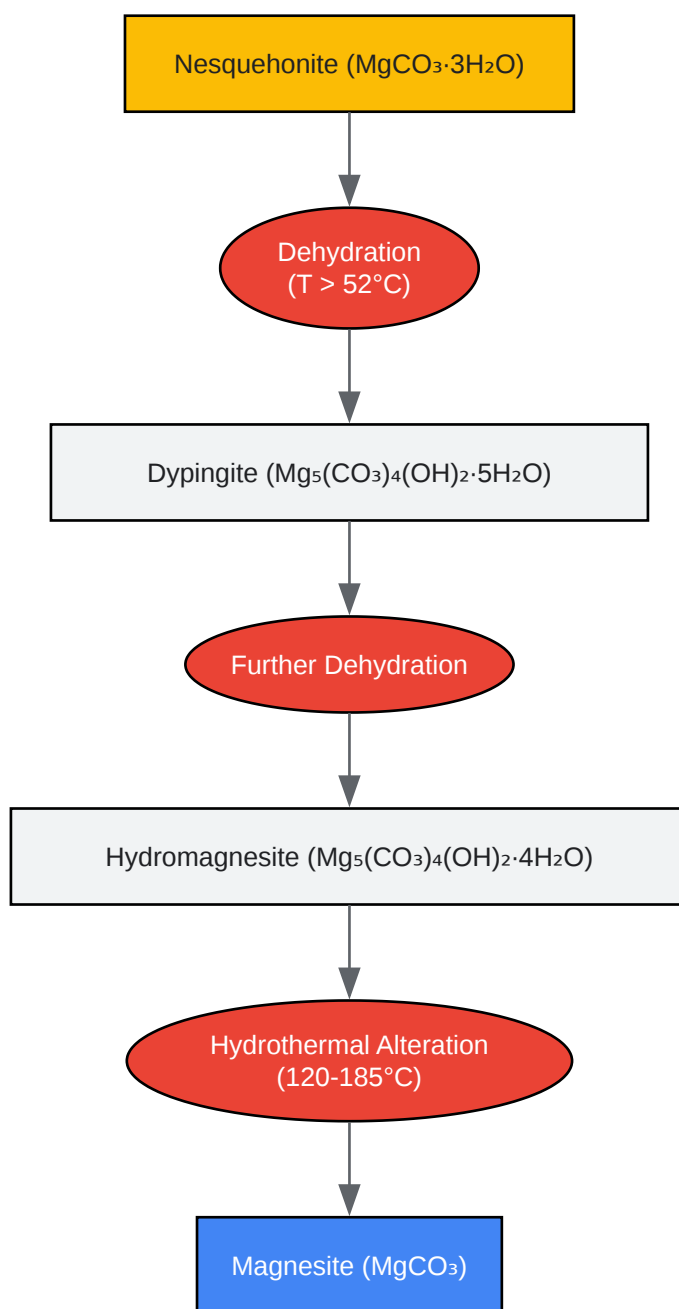 Nesquehonite (MgCO₃·3H₂O)
Dehydration
(T > 52°C)
Dypingite (Mg₅(CO₃)₄(OH)₂·5H₂O)
Further Dehydration
Hydromagnesite (Mg₅(CO₃)₄(OH)₂·4H₂O)
Hydrothermal Alteration
(120-185°C)
Magnesite (MgCO₃)